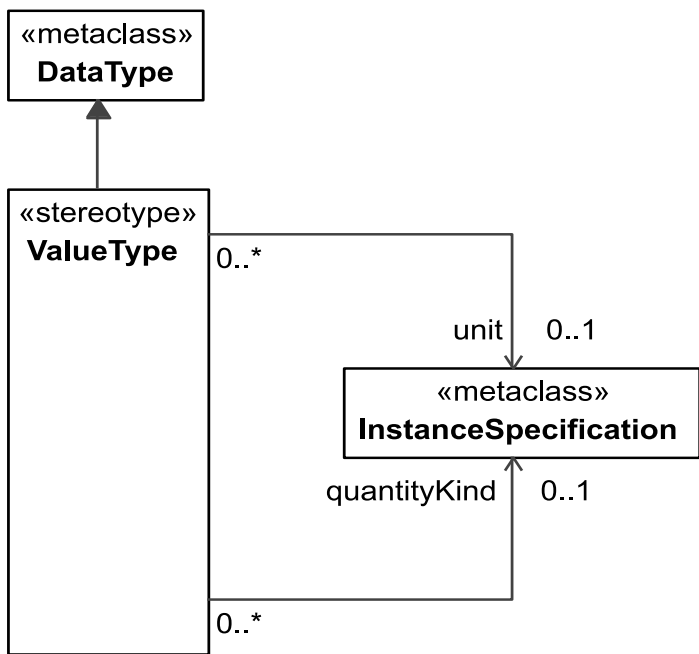 «metaclass»
DataType
«stereotype»
ValueType
0..*
unit 0..1
«metaclass»
InstanceSpecification
quantityKind 0..1
0..*